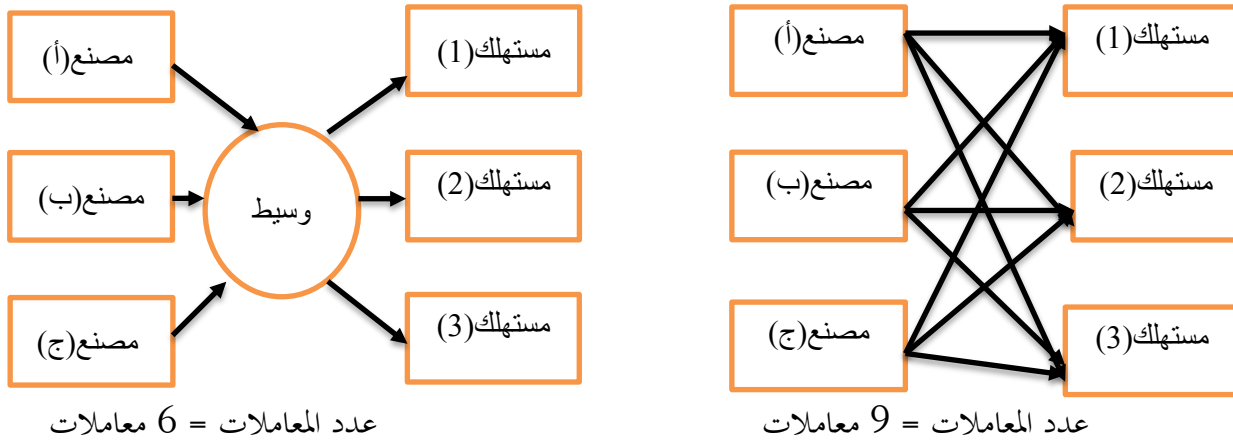 مصنع(أ)
مستهلك(1)
مصنع(ب)
وسيط
مستهلك(2)
مصنع(ج)
مستهلك(3)
عدد المعاملات = 6 معاملات
مصنع(أ)
مستهلك(1)
مصنع(ب)
مستهلك(2)
مصنع(ج)
مستهلك(3)
عدد المعاملات = 9 معاملات